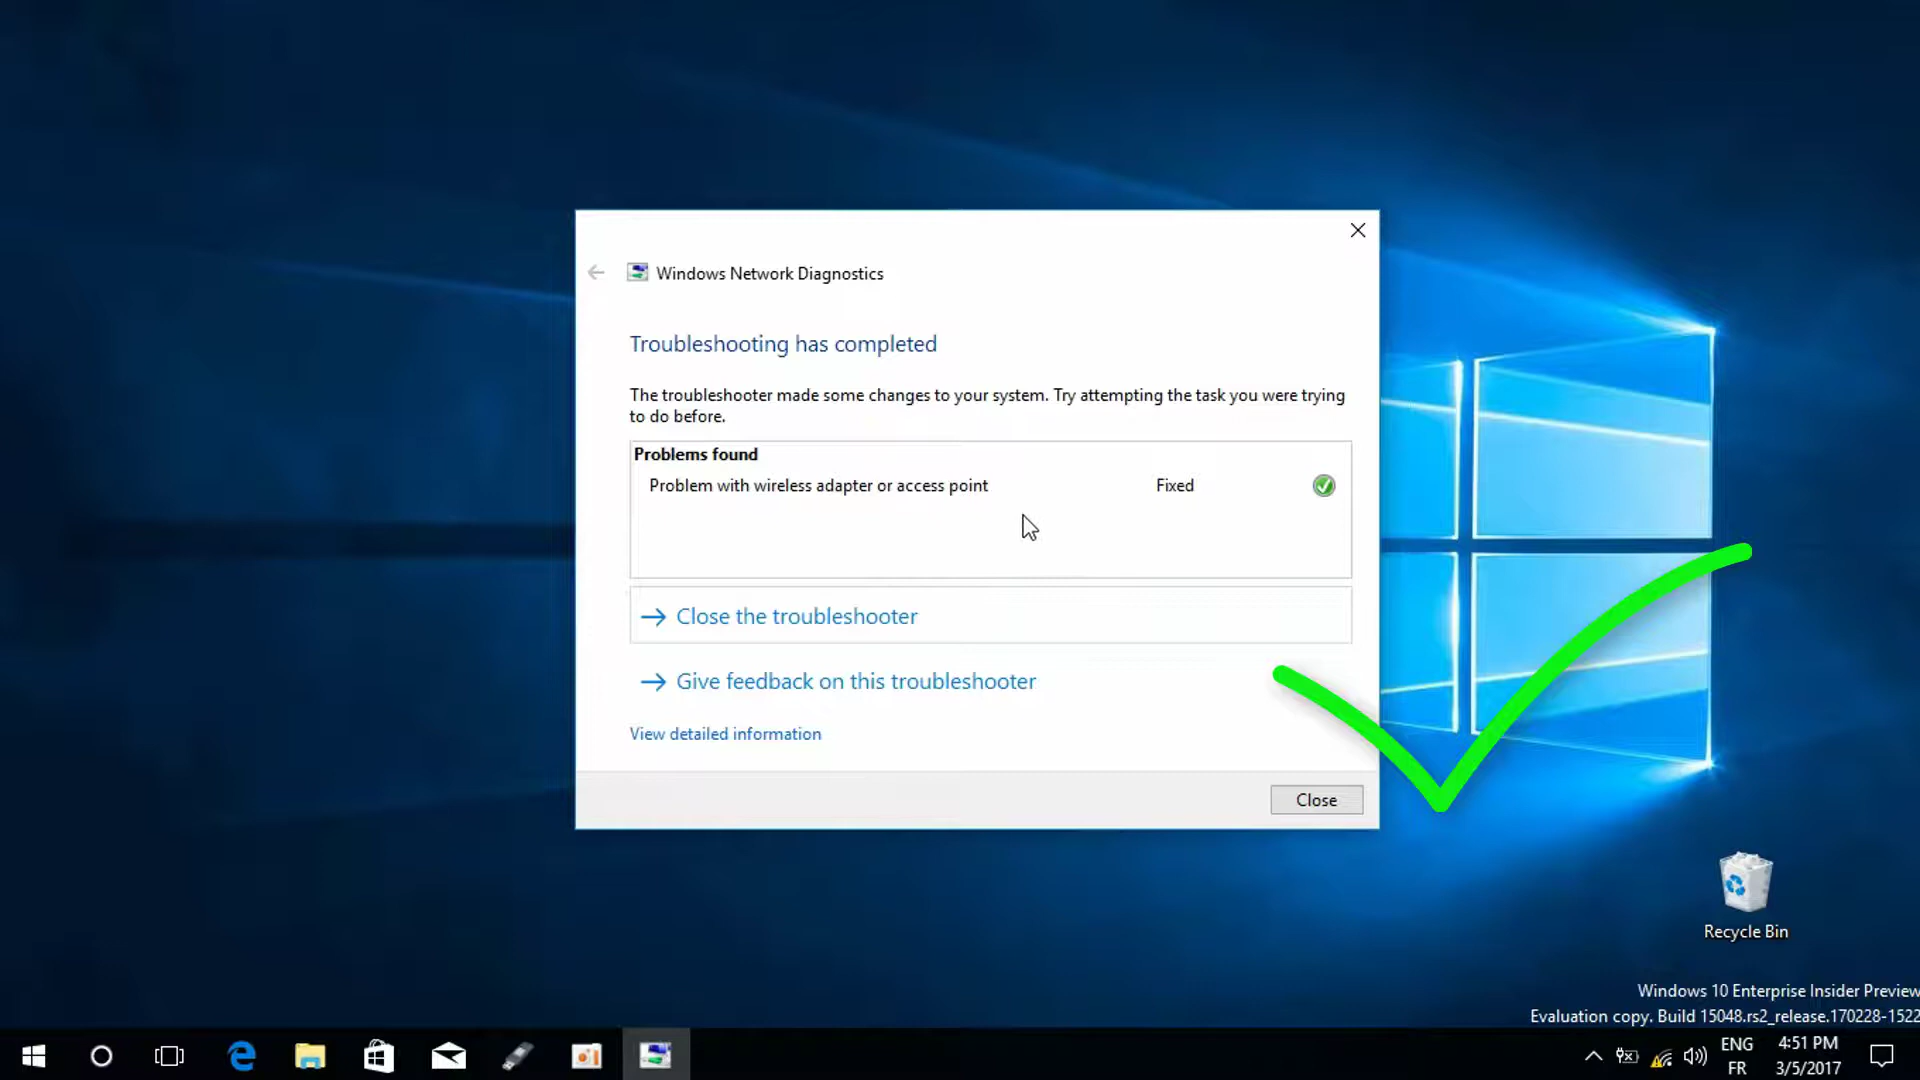 Windows Network Diagnostics
Troubleshooting has completed
The troubleshooter made some changes to your system. Try attempting the task you were trying
to do before.
Problems found
Problem with wireless adapter or access point Fixed
Close the troubleshooter
Give feedback on this troubleshooter
View detailed information
Close
Recycle Bin
Windows 10 Enterprise Insider Preview
Evaluation copy. Build 15048.rs2_release.170228-1522
ENG 4:51 PM
FR 3/5/2017